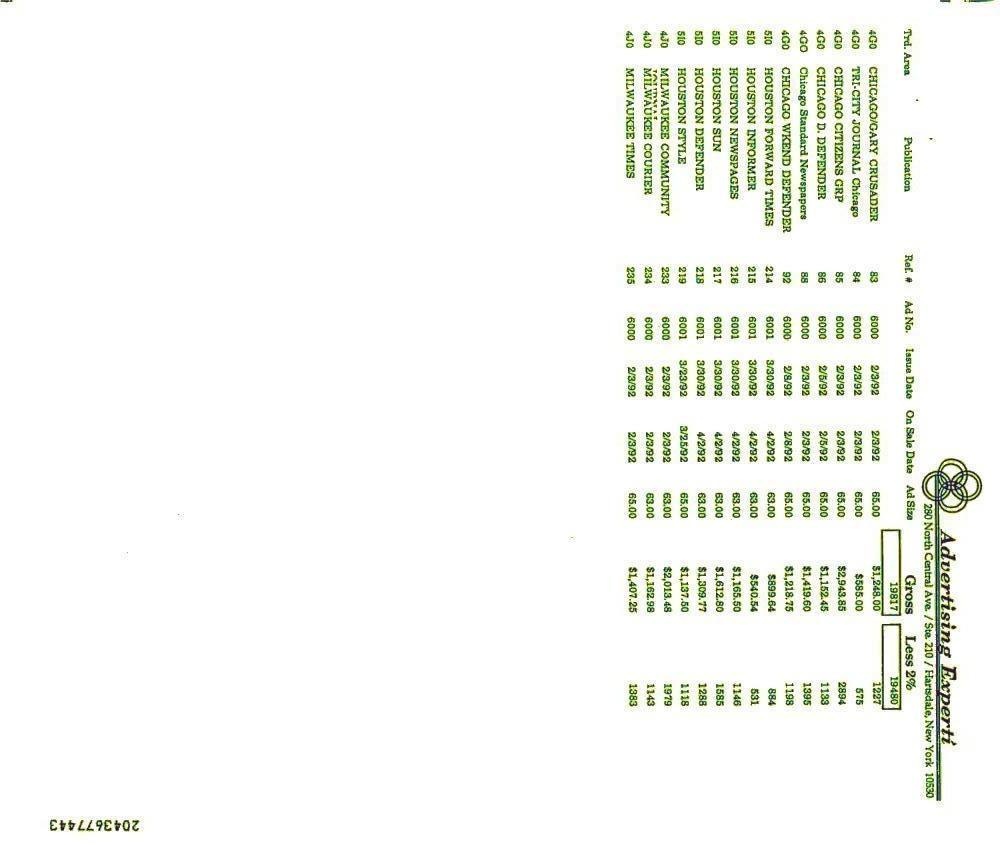 Advertising Experti
280 North Central Ave. / Ste. 210 / Hartsdale, New York 10530
Trd. Area Publication Ref. # Ad No. Issue Date On Sale Date Ad Size Gross Less 2%
19817 19480
4G0 CHICAGO/GARY CRUSADER 83 6000 2/3/92 2/3/92 65.00 $1,248.00 1227
4G0 TRI-CITY JOURNAL Chicago 84 6000 2/3/92 2/3/92 65.00 $585.00 575
4G0 CHICAGO CITIZENS GRP 85 6000 2/3/92 2/3/92 65.00 $2,943.85 2894
4G0 CHICAGO D. DEFENDER 86 6000 2/5/92 2/5/92 65.00 $1,152.45 1133
4G0 Chicago Standard Newspapers 88 6000 2/3/92 2/3/92 65.00 $1,419.60 1395
4G0 CHICAGO WKEND DEFENDER 92 6000 2/8/92 2/8/92 65.00 $1,218.75 1198
5I0 HOUSTON FORWARD TIMES 214 6001 3/30/92 4/2/92 63.00 $899.64 884
5I0 HOUSTON INFORMER 215 6001 3/30/92 4/2/92 63.00 $540.54 531
5I0 HOUSTON NEWSPAGES 216 6001 3/30/92 4/2/92 63.00 $1,165.50 1146
5I0 HOUSTON SUN 217 6001 3/30/92 4/2/92 63.00 $1,612.80 1585
5I0 HOUSTON DEFENDER 218 6001 3/30/92 4/2/92 63.00 $1,309.77 1288
5I0 HOUSTON STYLE 219 6001 3/23/92 3/25/92 65.00 $1,137.50 1118
4J0 MILWAUKEE COMMUNITY 233 6000 2/3/92 2/3/92 63.00 $2,013.48 1979
JOURNAL
4J0 MILWAUKEE COURIER 234 6000 2/3/92 2/3/92 63.00 $1,162.98 1143
4J0 MILWAUKEE TIMES 235 6000 2/3/92 2/3/92 65.00 $1,407.25 1383
2043677443